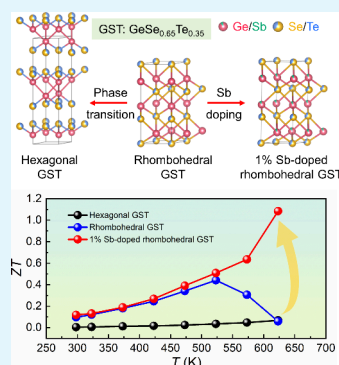 GST: GeSe0.65Te0.35 Ge/Sb Se/Te
Phase transition
Sb doping
Hexagonal GST
Rhombohedral GST
1% Sb-doped rhombohedral GST
1.2
1.0
0.8
0.6
0.4
0.2
0.0
ZT
Hexagonal GST
Rhombohedral GST
1% Sb-doped rhombohedral GST
250 300 350 400 450 500 550 600 650
T (K)